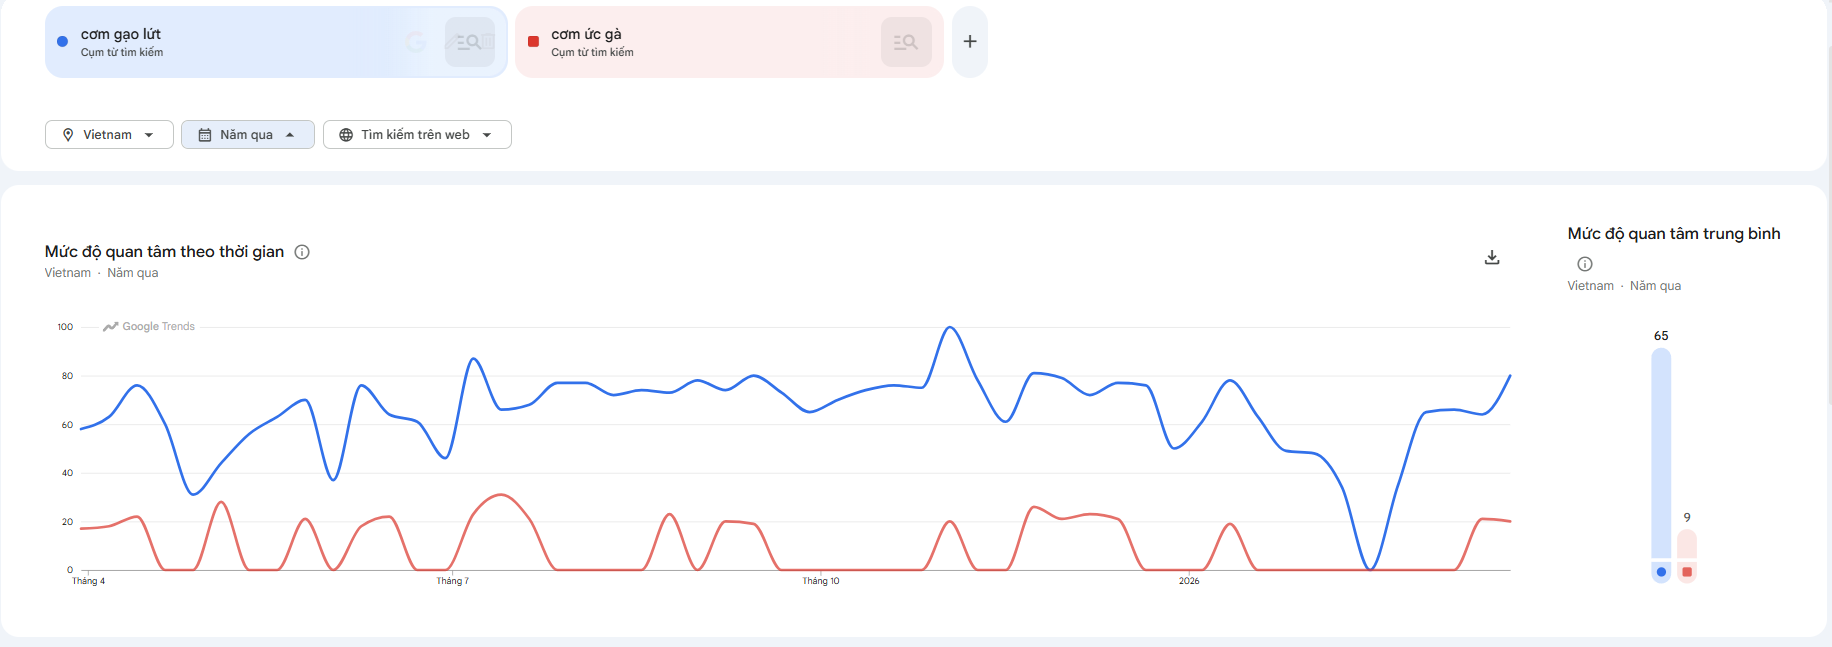 cơm gạo lứt
Cụm từ tìm kiếm
cơm ức gà
Cụm từ tìm kiếm
+
Vietnam
Năm qua
Tìm kiếm trên web
Mức độ quan tâm theo thời gian
Vietnam · Năm qua
Mức độ quan tâm trung bình
Vietnam · Năm qua
Google Trends
100
80
60
40
20
0
Tháng 4
Tháng 7
Tháng 10
2026
65
9